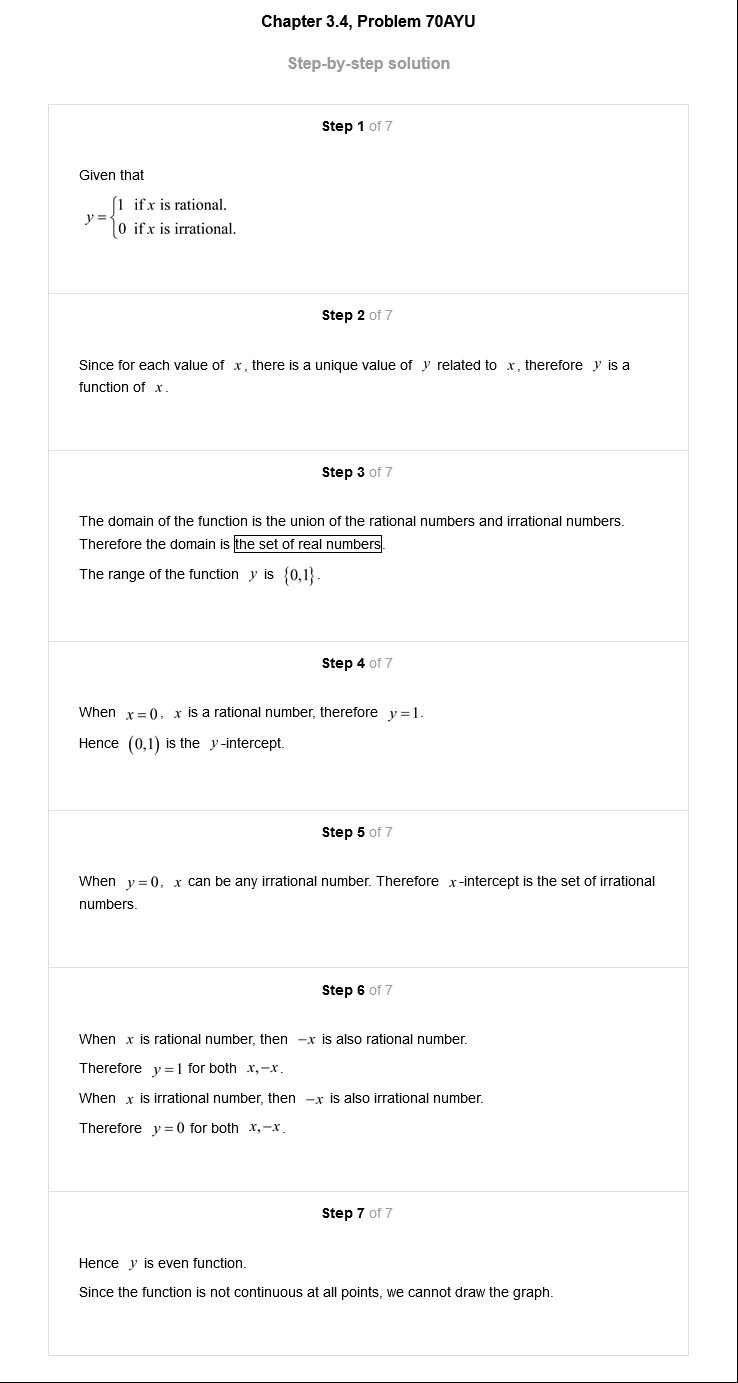 Chapter 3.4, Problem 70AYU
Step-by-step solution
Step 1 of 7
Given that
y = {1 if x is rational.
0 if x is irrational.
Step 2 of 7
Since for each value of x, there is a unique value of y related to x, therefore y is a
function of x.
Step 3 of 7
The domain of the function is the union of the rational numbers and irrational numbers.
Therefore the domain is the set of real numbers.
The range of the function y is {0,1}.
Step 4 of 7
When x = 0, x is a rational number, therefore y = 1.
Hence (0,1) is the y-intercept.
Step 5 of 7
When y = 0, x can be any irrational number. Therefore x-intercept is the set of irrational
numbers.
Step 6 of 7
When x is rational number, then −x is also rational number.
Therefore y = 1 for both x,−x.
When x is irrational number, then −x is also irrational number.
Therefore y = 0 for both x,−x.
Step 7 of 7
Hence y is even function.
Since the function is not continuous at all points, we cannot draw the graph.